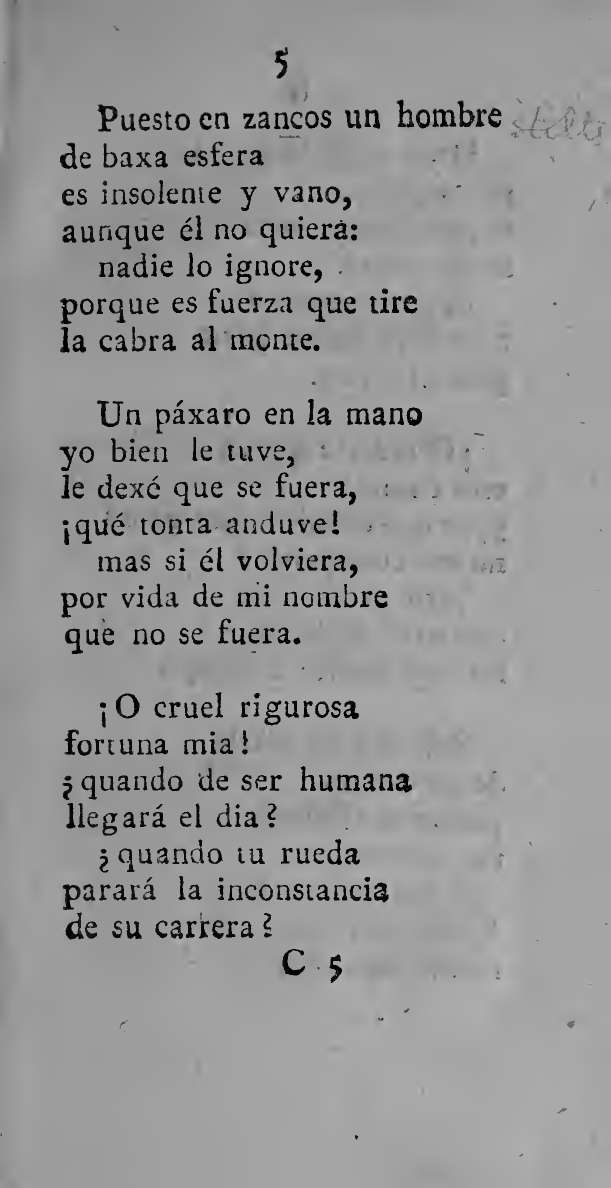 5
Puesto en zancos un hombre
de baxa esfera
es insolente y vano,
aunque él no quiera:
nadie lo ignore,
porque es fuerza que tire
la cabra al monte.
Un páxaro en la mano
yo bien le tuve,
le dexé que se fuera,
¡qué tonta anduve!
mas si él volviera,
por vida de mi nombre
que no se fuera.
¡O cruel rigurosa
fortuna mia!
¿quando de ser humana
llegará el dia?
¿quando tu rueda
parará la inconstancia
de su carrera?
C 5